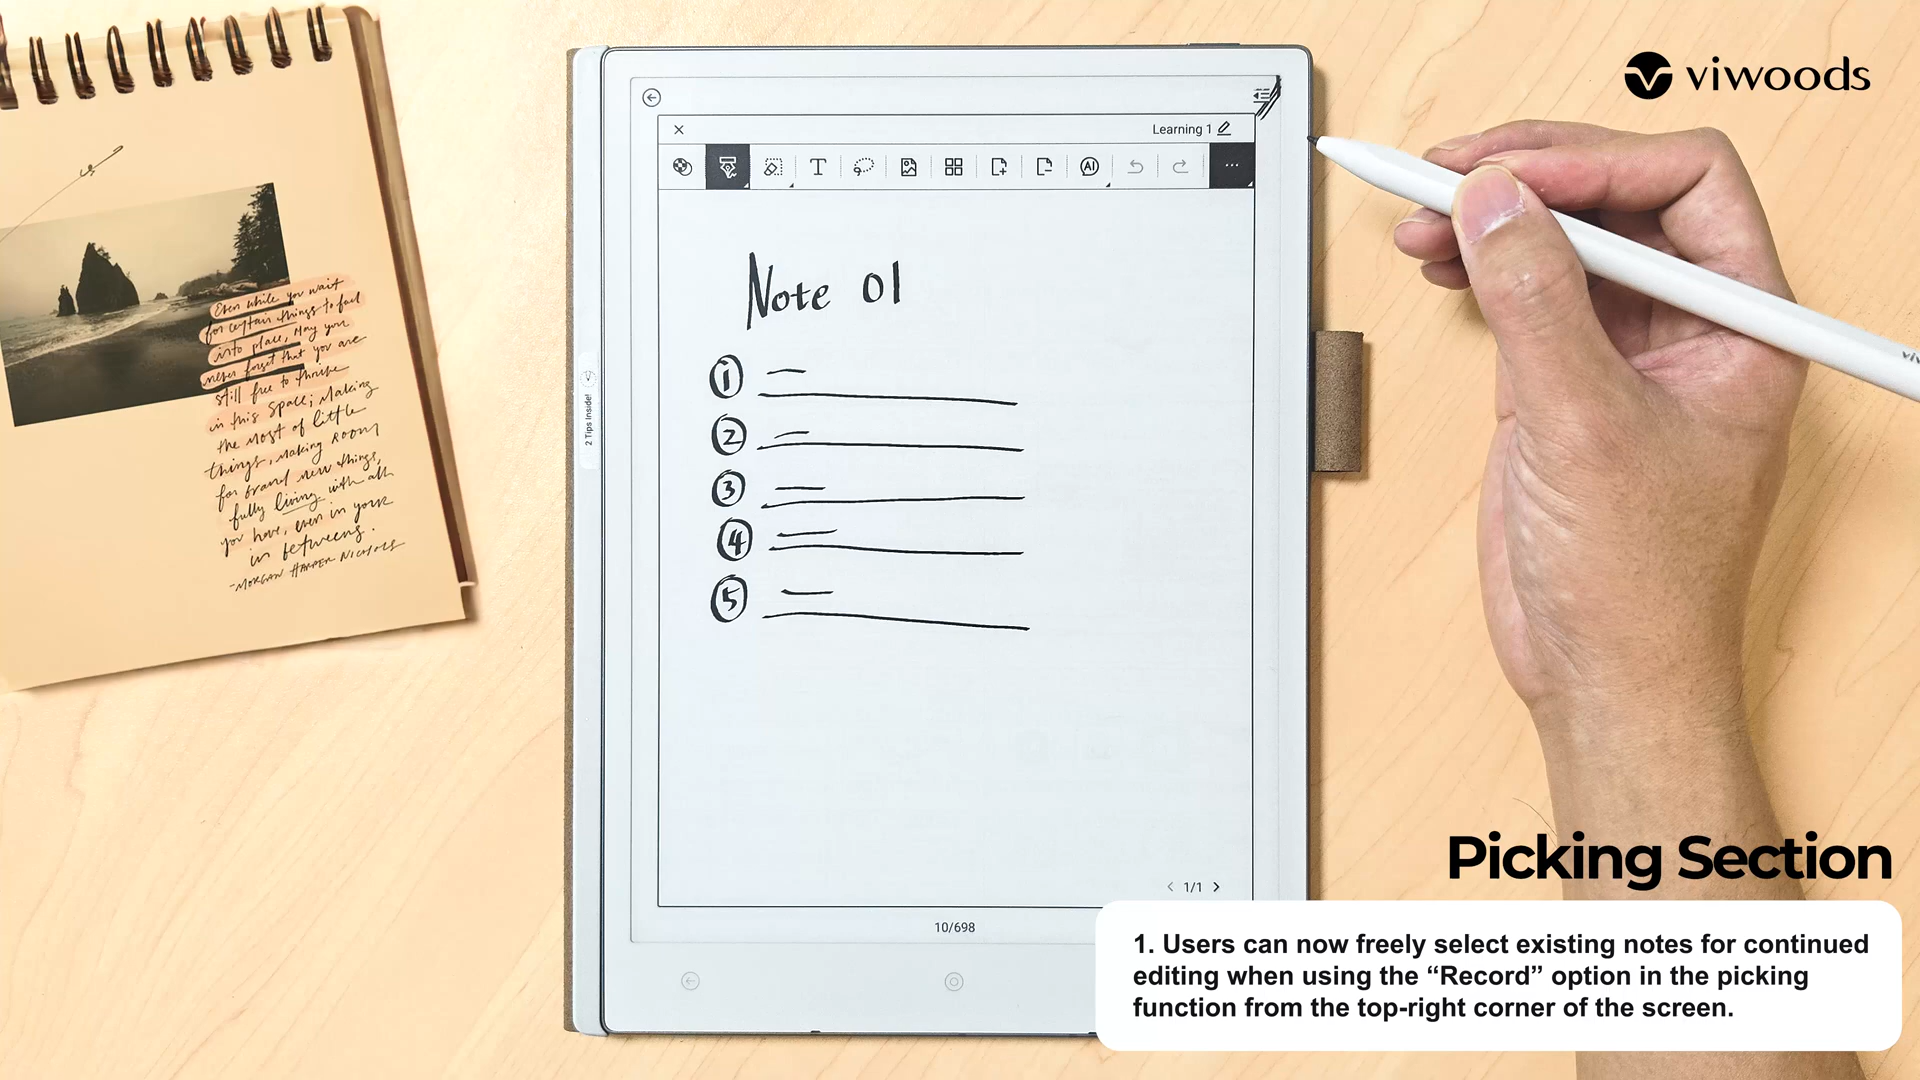 viwoods
Learning 1
T
AI
Note 01
1
2
3
4
5
1/1
10/698
2 Tips Inside!
Even while you wait
for certain things to fall
into place, may you
never forget that you are
still free to thrive
in this space; making
the most of little
things, making room
for brand new things,
fully living with all
you have, even in your
in betweens.
-MORGAN HARPER NICHOLS
Picking Section
1. Users can now freely select existing notes for continued
editing when using the “Record” option in the picking
function from the top-right corner of the screen.